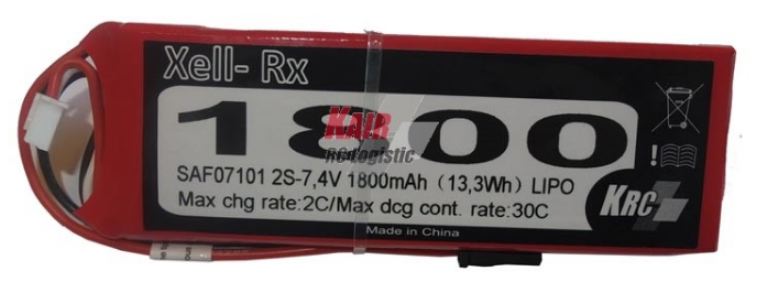 Xell- Rx
1800
KAIR
RC Logistic
SAF07101 2S-7,4V 1800mAh (13,3Wh) LIPO
Max chg rate:2C/Max dcg cont. rate:30C
Made in China
KRC